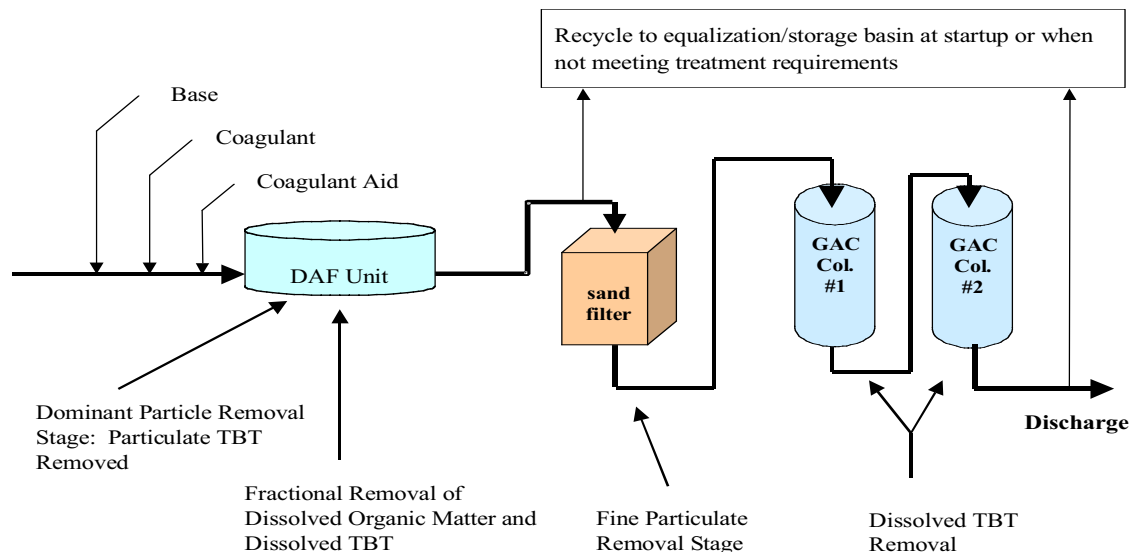 Recycle to equalization/storage basin at startup or when
not meeting treatment requirements
Base
Coagulant
Coagulant Aid
DAF Unit
sand
filter
GAC
Col.
#1
GAC
Col.
#2
Discharge
Dominant Particle Removal
Stage: Particulate TBT
Removed
Fractional Removal of
Dissolved Organic Matter and
Dissolved TBT
Fine Particulate
Removal Stage
Dissolved TBT
Removal